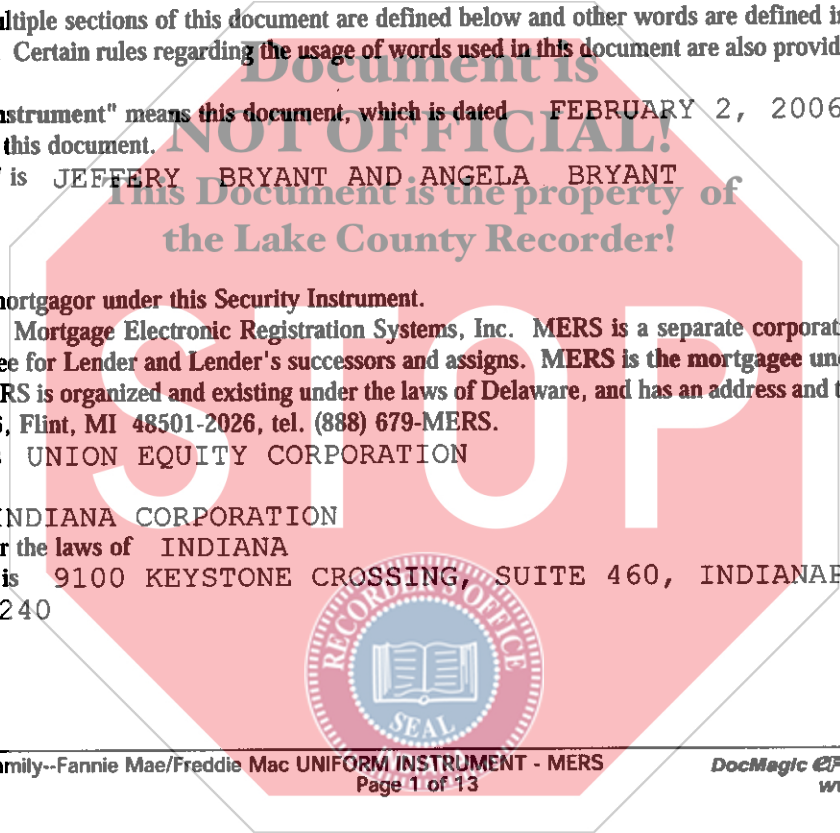 ultiple sections of this document are defined below and other words are defined in
Certain rules regarding the usage of words used in this document are also provid
Document is
nstrument" means this document, which is dated FEBRUARY 2, 2006
NOT OFFICIAL!
this document.
is JEFFERY BRYANT AND ANGELA BRYANT
This Document is the property of
the Lake County Recorder!
mortgagor under this Security Instrument.
Mortgage Electronic Registration Systems, Inc. MERS is a separate corporat
ee for Lender and Lender's successors and assigns. MERS is the mortgagee und
RS is organized and existing under the laws of Delaware, and has an address and t
, Flint, MI 48501-2026, tel. (888) 679-MERS.
STOP
UNION EQUITY CORPORATION
INDIANA CORPORATION
r the laws of INDIANA
is 9100 KEYSTONE CROSSING, SUITE 460, INDIANAP
240
RECORDER'S OFFICE
SEAL
mily--Fannie Mae/Freddie Mac UNIFORM INSTRUMENT - MERS
Page 1 of 13
DocMagic